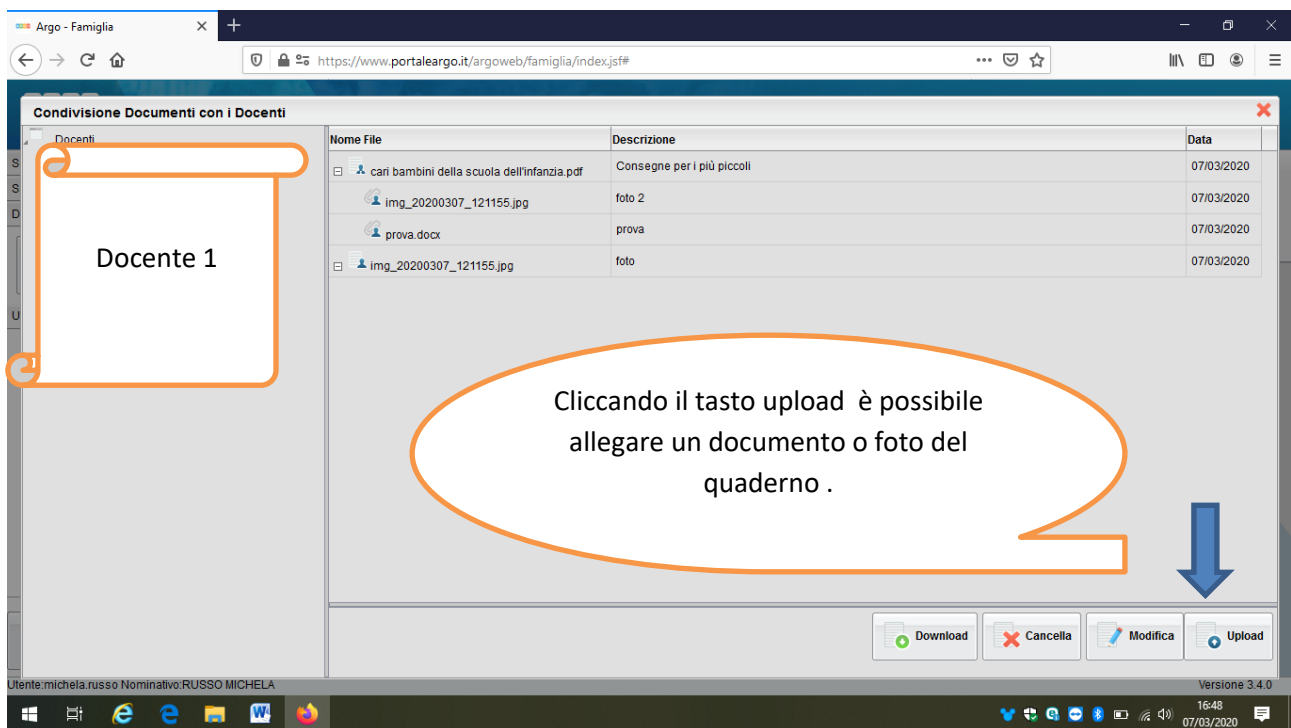 Argo - Famiglia
https://www.portaleargo.it/argoweb/famiglia/index.jsf#
Condivisione Documenti con i Docenti
Docenti
Nome File Descrizione Data
cari bambini della scuola dell'infanzia.pdf Consegne per i più piccoli 07/03/2020
img_20200307_121155.jpg foto 2 07/03/2020
prova.docx prova 07/03/2020
img_20200307_121155.jpg foto 07/03/2020
S
S
D
U
Docente 1
Cliccando il tasto upload è possibile
allegare un documento o foto del
quaderno .
Download Cancella Modifica Upload
Utente:michela.russo Nominativo:RUSSO MICHELA Versione 3.4.0
16:48
07/03/2020